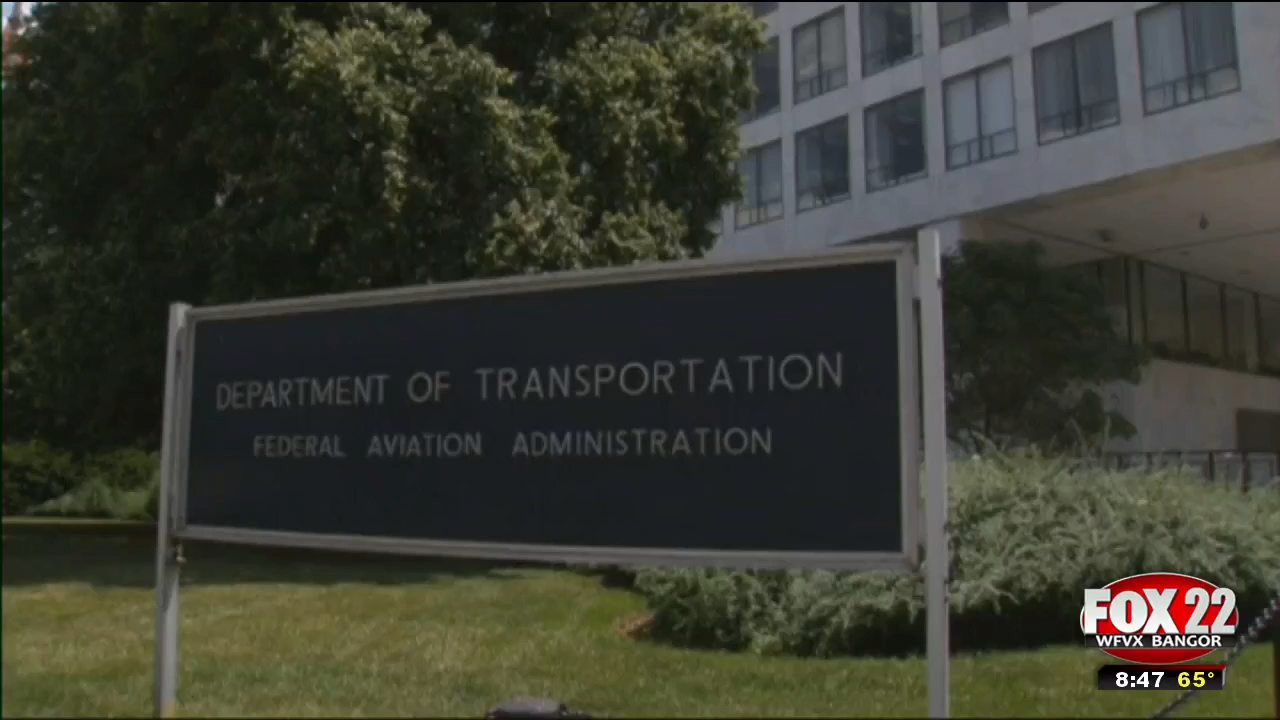 DEPARTMENT OF TRANSPORTATION
FEDERAL AVIATION ADMINISTRATION
FOX 22
WFVX BANGOR
8:47 65°